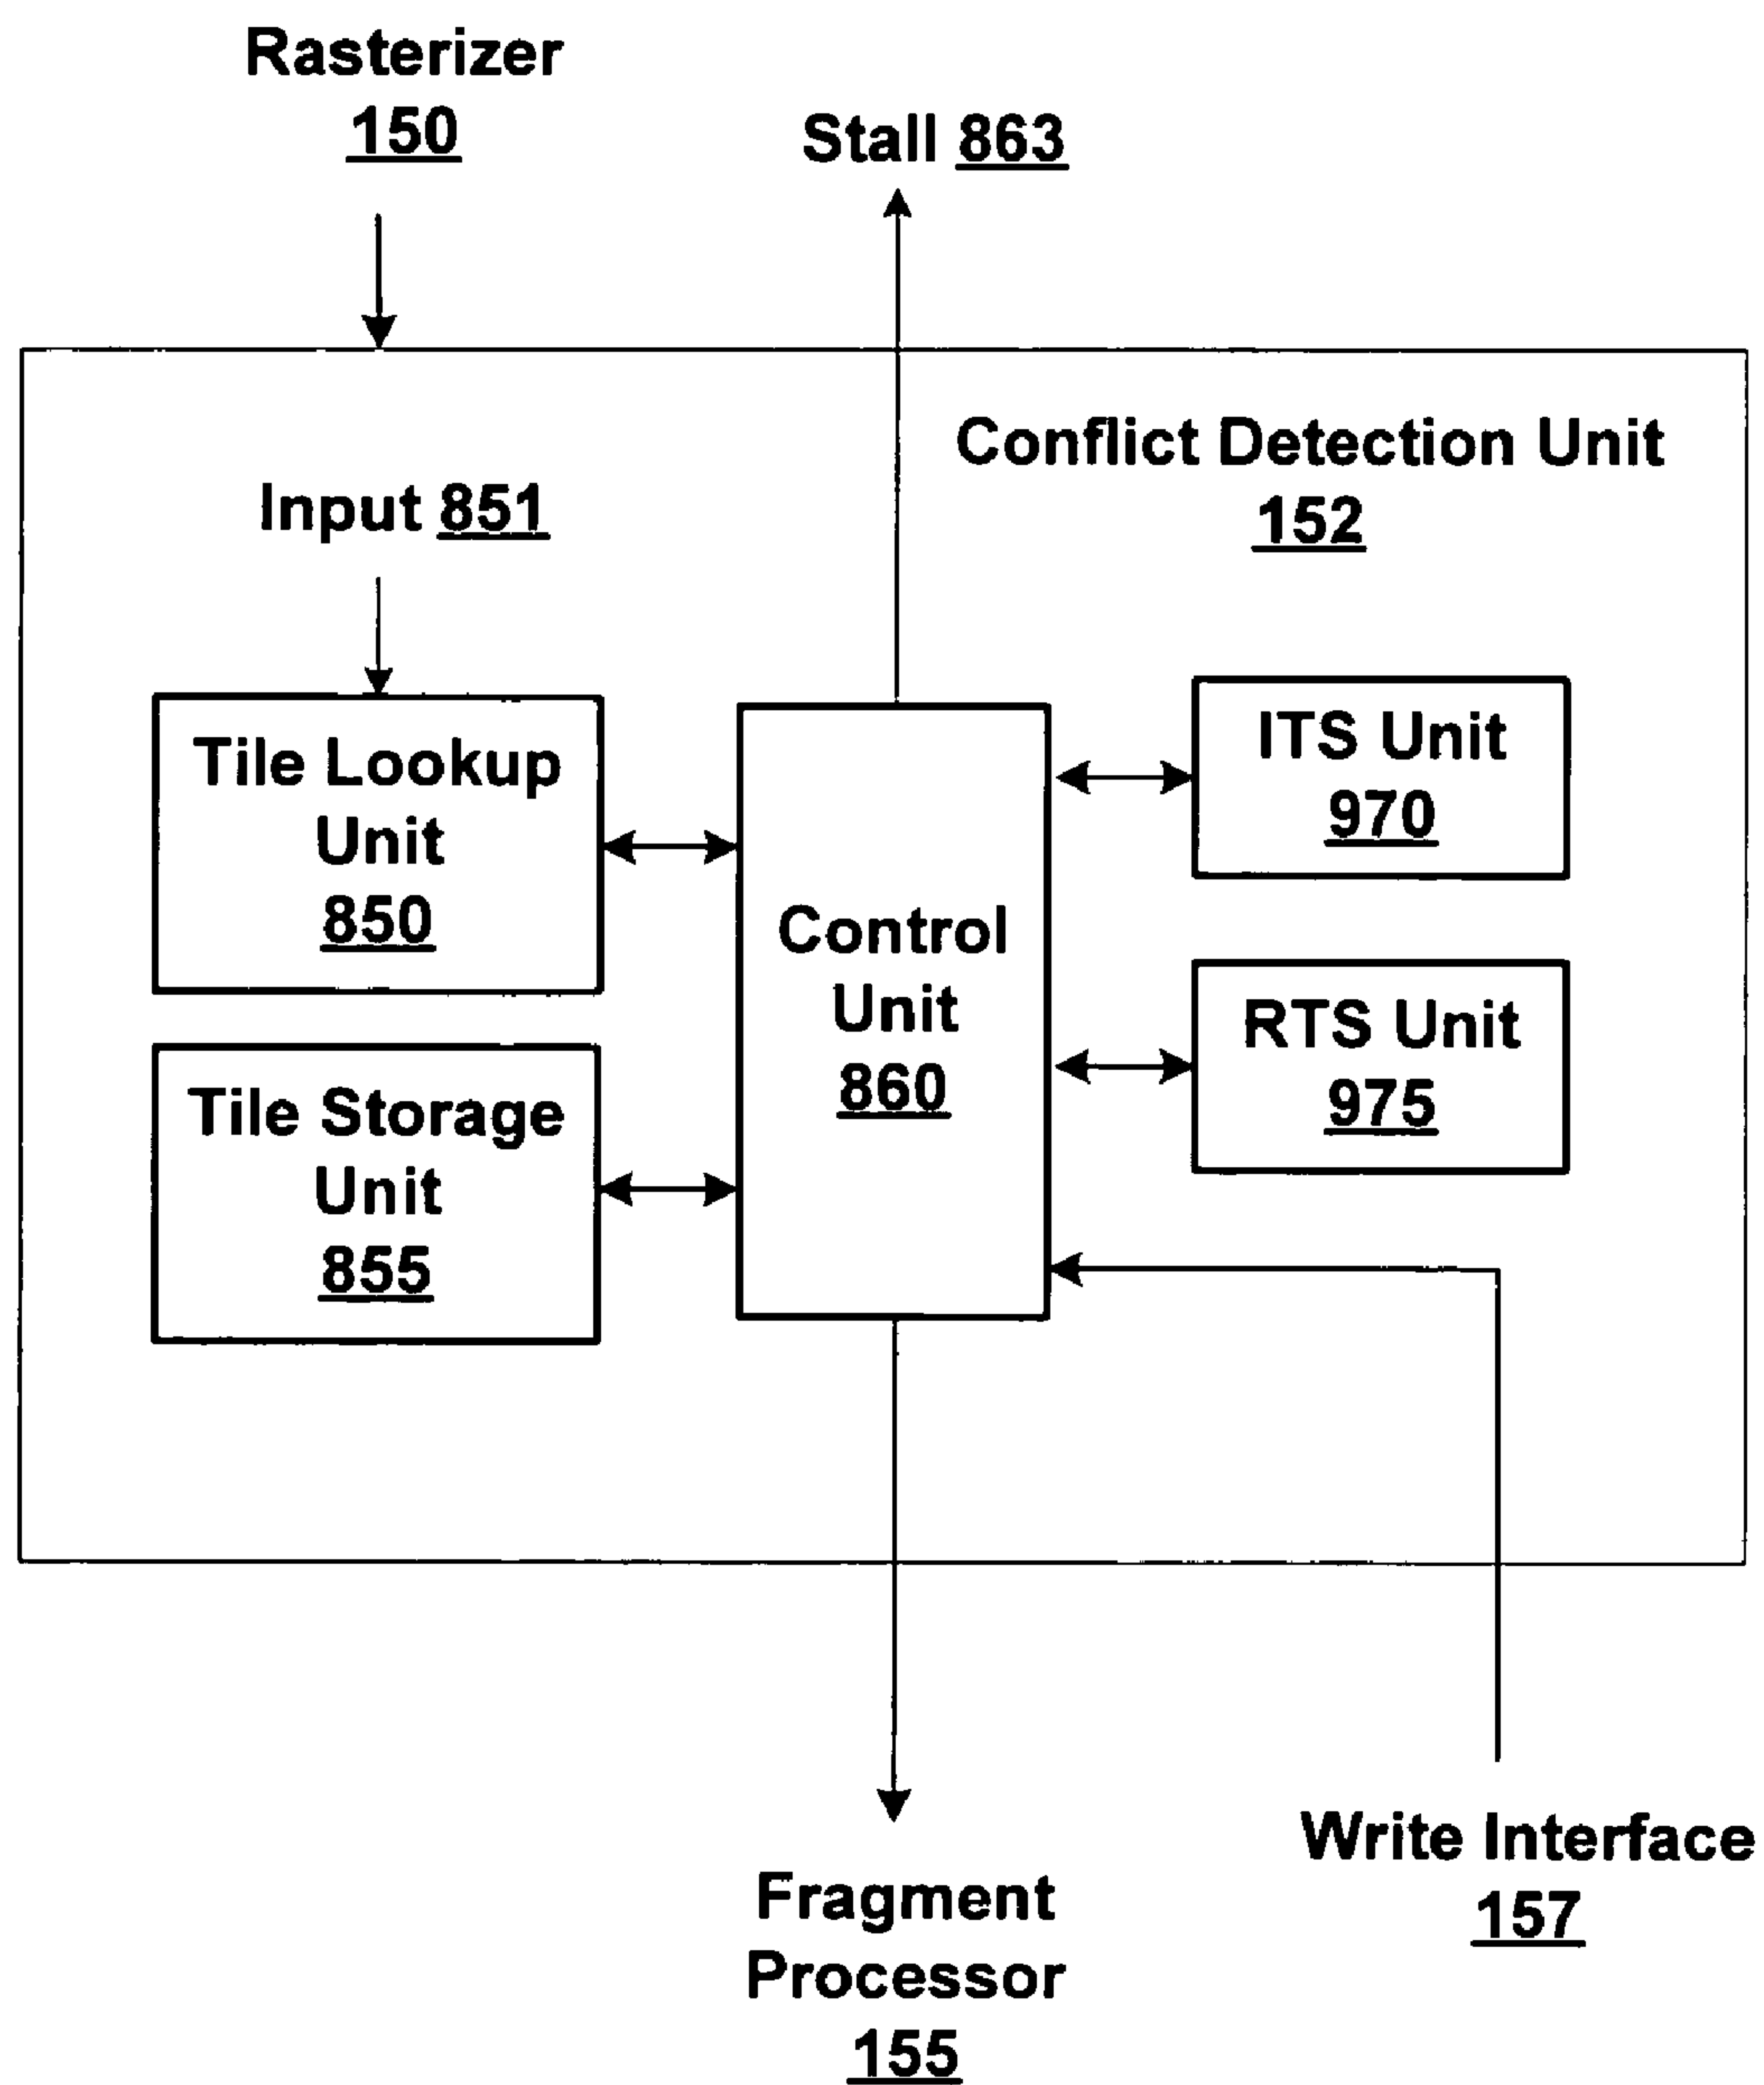 Rasterizer
150
Stall 863
Conflict Detection Unit
152
Input 851
Tile Lookup
Unit
850
Tile Storage
Unit
855
Control
Unit
860
ITS Unit
970
RTS Unit
975
Write Interface
157
Fragment
Processor
155